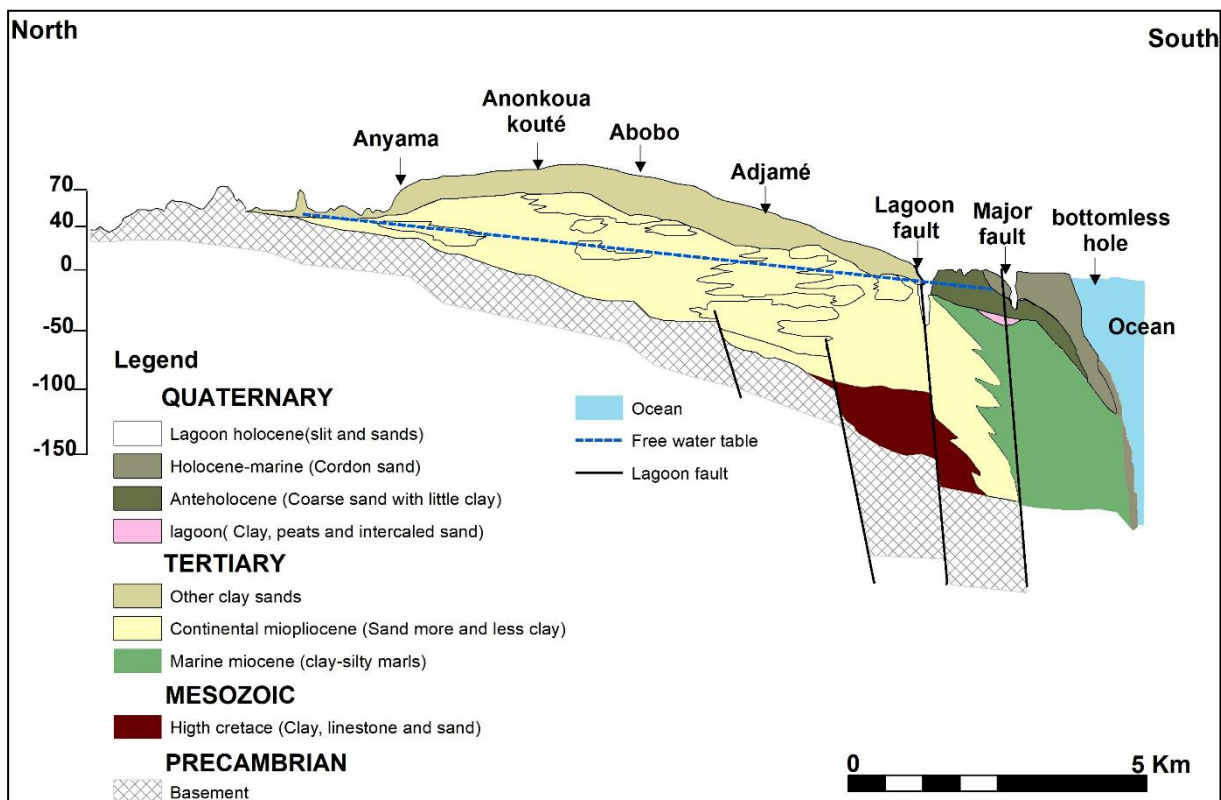 North
South
Anonkoua
kouté
Abobo
Anyama
Adjamé
Lagoon
fault
Major
fault
bottomless
hole
70
40
0
-50
-100
-150
Ocean
Legend
QUATERNARY
Lagoon holocene(slit and sands)
Holocene-marine (Cordon sand)
Anteholocene (Coarse sand with little clay)
lagoon( Clay, peats and intercaled sand)
TERTIARY
Other clay sands
Continental miopliocene (Sand more and less clay)
Marine miocene (clay-silty marls)
MESOZOIC
Higth cretace (Clay, linestone and sand)
PRECAMBRIAN
Basement
Ocean
Free water table
Lagoon fault
0
5 Km